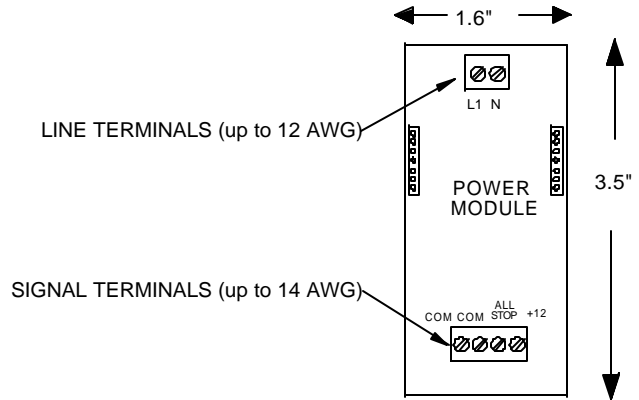 1.6"
L1 N
LINE TERMINALS (up to 12 AWG)
3.5"
POWER
MODULE
SIGNAL TERMINALS (up to 14 AWG)
COM COM ALL STOP +12